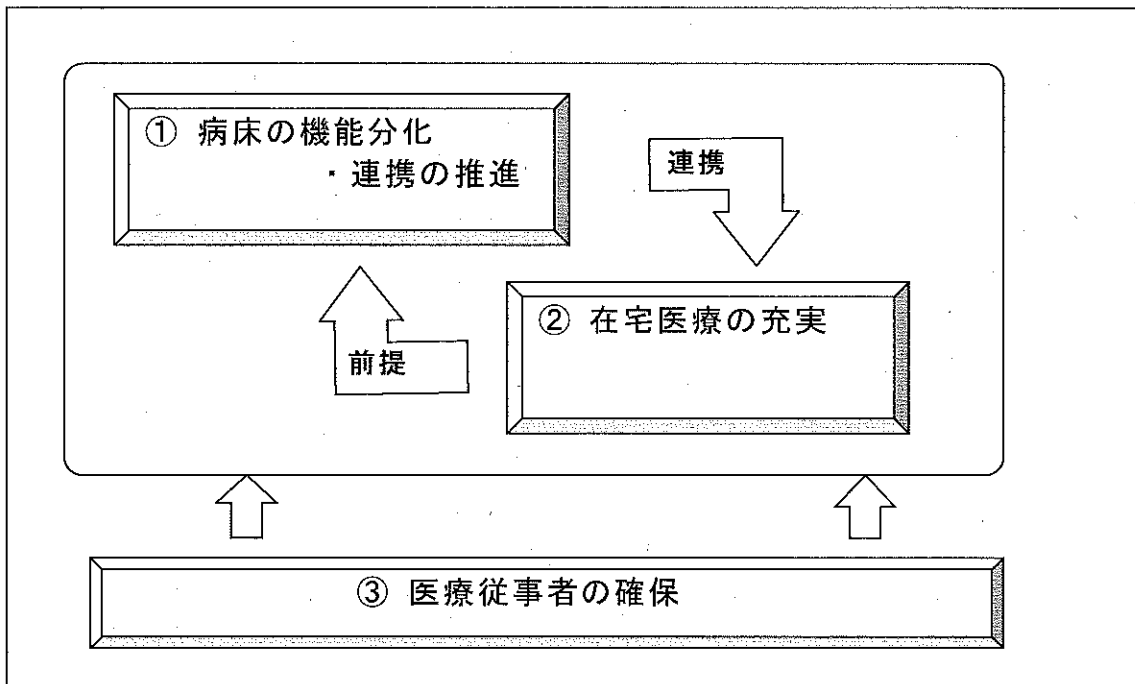 ① 病床の機能分化
・連携の推進
連携
② 在宅医療の充実
前提
③ 医療従事者の確保